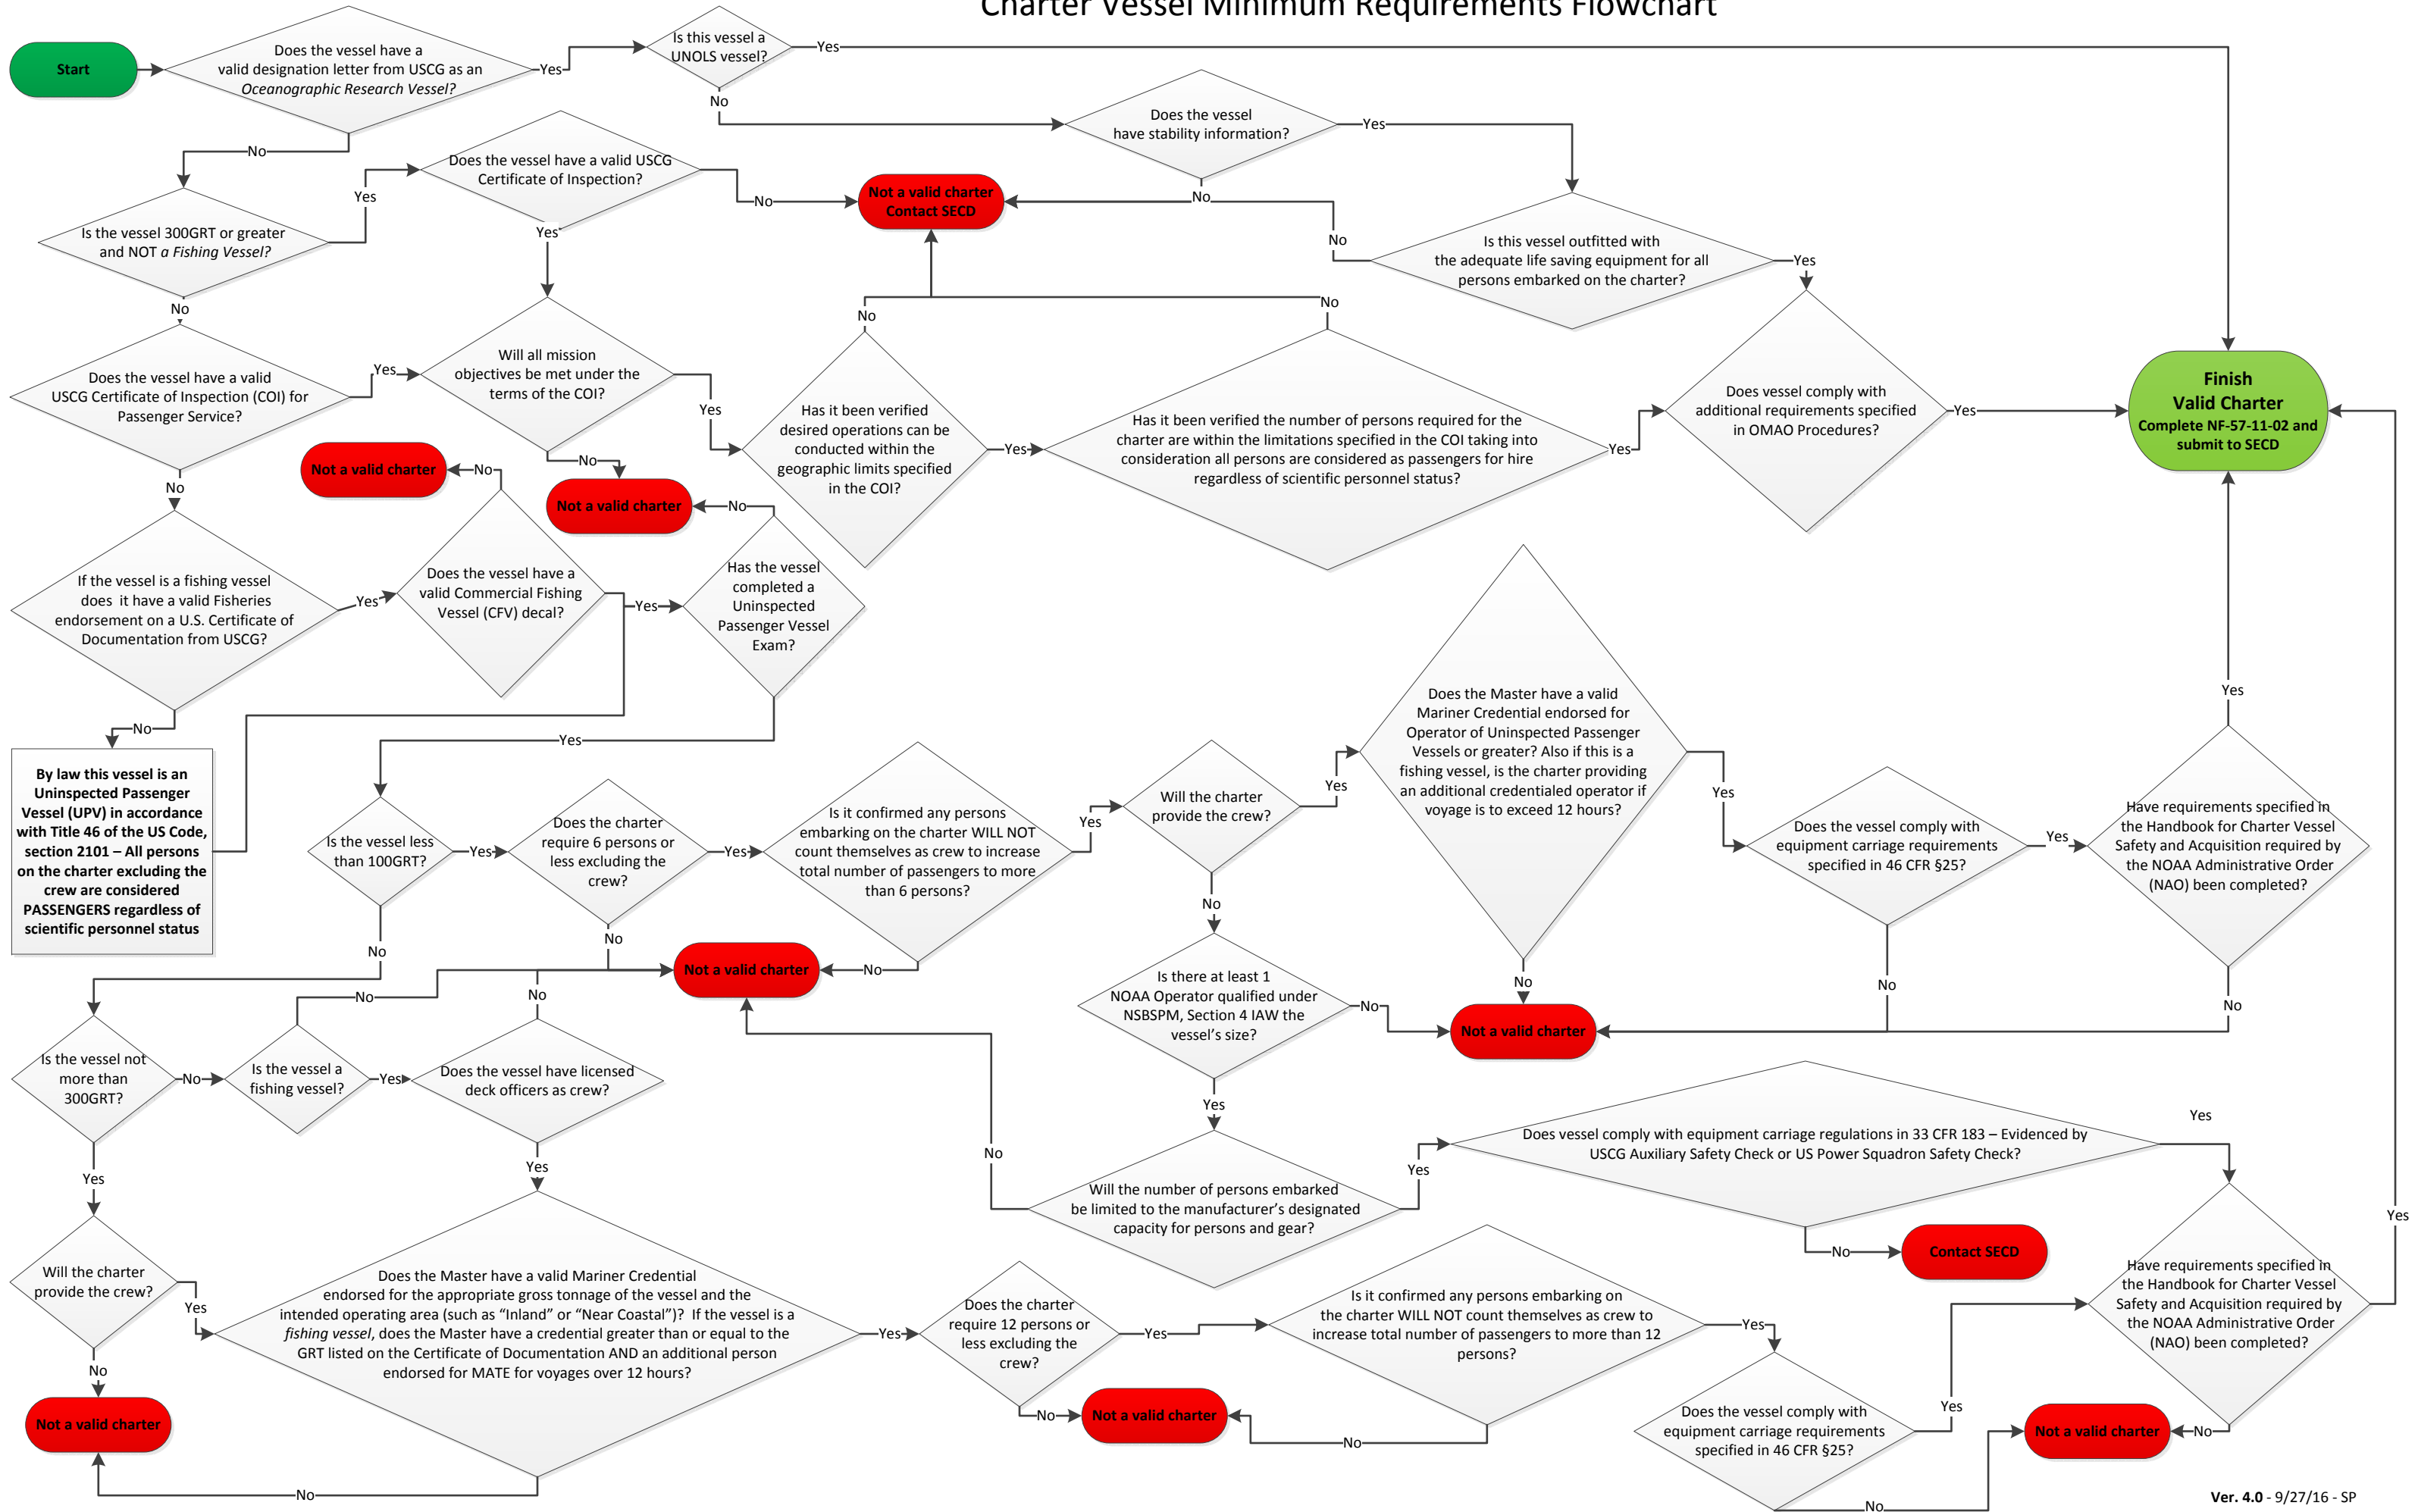 Charter Vessel Minimum Requirements Flowchart
Start
Does the vessel have a
valid designation letter from USCG as an
Oceanographic Research Vessel?
Yes
No
Is this vessel a
UNOLS vessel?
Yes
No
Does the vessel
have stability information?
Yes
No
Is the vessel 300GRT or greater
and NOT a Fishing Vessel?
Yes
No
Does the vessel have a valid USCG
Certificate of Inspection?
No
Yes
Not a valid charter
Contact SECD
Is this vessel outfitted with
the adequate life saving equipment for all
persons embarked on the charter?
No
Yes
Does the vessel have a valid
USCG Certificate of Inspection (COI) for
Passenger Service?
Yes
No
Will all mission
objectives be met under the
terms of the COI?
Yes
No
Not a valid charter
Has it been verified
desired operations can be
conducted within the
geographic limits specified
in the COI?
No
Yes
Has it been verified the number of persons required for the
charter are within the limitations specified in the COI taking into
consideration all persons are considered as passengers for hire
regardless of scientific personnel status?
No
Yes
Does vessel comply with
additional requirements specified
in OMAO Procedures?
Yes
Finish
Valid Charter
Complete NF-57-11-02 and
submit to SECD
If the vessel is a fishing vessel
does it have a valid Fisheries
endorsement on a U.S. Certificate of
Documentation from USCG?
Yes
No
Not a valid charter
No
Does the vessel have a
valid Commercial Fishing
Vessel (CFV) decal?
Yes
Has the vessel
completed a
Uninspected
Passenger Vessel
Exam?
No
Yes
By law this vessel is an
Uninspected Passenger
Vessel (UPV) in accordance
with Title 46 of the US Code,
section 2101 – All persons
on the charter excluding the
crew are considered
PASSENGERS regardless of
scientific personnel status
Is the vessel less
than 100GRT?
Yes
No
Does the charter
require 6 persons or
less excluding the
crew?
Yes
No
Is it confirmed any persons
embarking on the charter WILL NOT
count themselves as crew to increase
total number of passengers to more
than 6 persons?
Yes
No
Not a valid charter
Will the charter
provide the crew?
Yes
No
Does the Master have a valid
Mariner Credential endorsed for
Operator of Uninspected Passenger
Vessels or greater? Also if this is a
fishing vessel, is the charter providing
an additional credentialed operator if
voyage is to exceed 12 hours?
Yes
No
Does the vessel comply with
equipment carriage requirements
specified in 46 CFR §25?
Yes
No
Have requirements specified in
the Handbook for Charter Vessel
Safety and Acquisition required by
the NOAA Administrative Order
(NAO) been completed?
Yes
No
Is there at least 1
NOAA Operator qualified under
NSBSPM, Section 4 IAW the
vessel's size?
No
Yes
Not a valid charter
Is the vessel not
more than
300GRT?
No
Yes
Is the vessel a
fishing vessel?
No
Yes
Does the vessel have licensed
deck officers as crew?
No
Yes
Will the number of persons embarked
be limited to the manufacturer's designated
capacity for persons and gear?
No
Yes
Does vessel comply with equipment carriage regulations in 33 CFR 183 – Evidenced by
USCG Auxiliary Safety Check or US Power Squadron Safety Check?
Yes
No
Contact SECD
Will the charter
provide the crew?
Yes
No
Not a valid charter
Does the Master have a valid Mariner Credential
endorsed for the appropriate gross tonnage of the vessel and the
intended operating area (such as “Inland” or “Near Coastal”)? If the vessel is a
fishing vessel, does the Master have a credential greater than or equal to the
GRT listed on the Certificate of Documentation AND an additional person
endorsed for MATE for voyages over 12 hours?
Yes
No
Does the charter
require 12 persons or
less excluding the
crew?
Yes
No
Not a valid charter
Is it confirmed any persons embarking on
the charter WILL NOT count themselves as crew to
increase total number of passengers to more than 12
persons?
Yes
No
Does the vessel comply with
equipment carriage requirements
specified in 46 CFR §25?
Yes
No
Have requirements specified in
the Handbook for Charter Vessel
Safety and Acquisition required by
the NOAA Administrative Order
(NAO) been completed?
Yes
No
Not a valid charter
Ver. 4.0 - 9/27/16 - SP